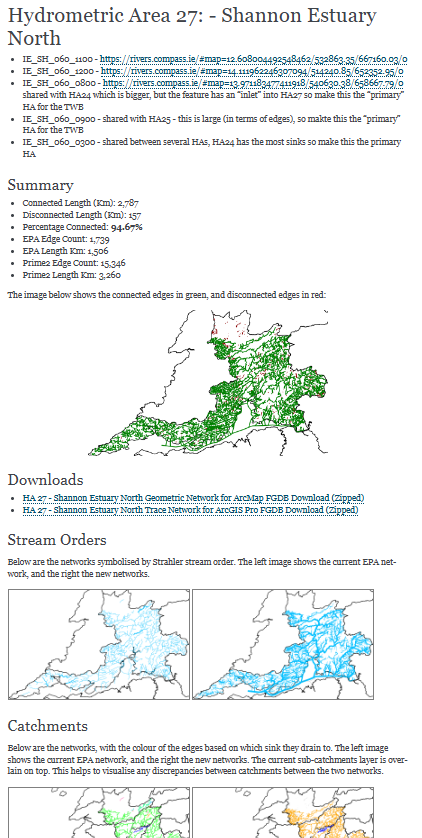 Hydrometric Area 27: - Shannon Estuary
North
• IE_SH_060_1100 - https://rivers.compass.ie/#map=12.608004492548462/532863.35/667160.03/0
• IE_SH_060_1200 - https://rivers.compass.ie/#map=14.111962246307094/514240.85/652352.95/0
• IE_SH_060_0800 - https://rivers.compass.ie/#map=13.971183477411918/540639.38/658667.79/0
shared with HA24 which is bigger, but the feature has an "inlet" into HA27 so make this the "primary"
HA for the TWB
• IE_SH_060_0900 - shared with HA25 - this is large (in terms of edges), so makte this the "primary"
HA for the TWB
• IE_SH_060_0300 - shared between several HAs, HA24 has the most sinks so make this the primary
HA
Summary
• Connected Length (Km): 2,787
• Disconnected Length (Km): 157
• Percentage Connected: 94.67%
• EPA Edge Count: 1,739
• EPA Length Km: 1,506
• Prime2 Edge Count: 15,346
• Prime2 Length Km: 3,260
The image below shows the connected edges in green, and disconnected edges in red:
Downloads
• HA 27 - Shannon Estuary North Geometric Network for ArcMap FGDB Download (Zipped)
• HA 27 - Shannon Estuary North Trace Network for ArcGIS Pro FGDB Download (Zipped)
Stream Orders
Below are the networks symbolised by Strahler stream order. The left image shows the current EPA net-
work, and the right the new networks.
Catchments
Below are the networks, with the colour of the edges based on which sink they drain to. The left image
shows the current EPA network, and the right the new networks. The current sub-catchments layer is over-
lain on top. This helps to visualise any discrepancies between catchments between the two networks.